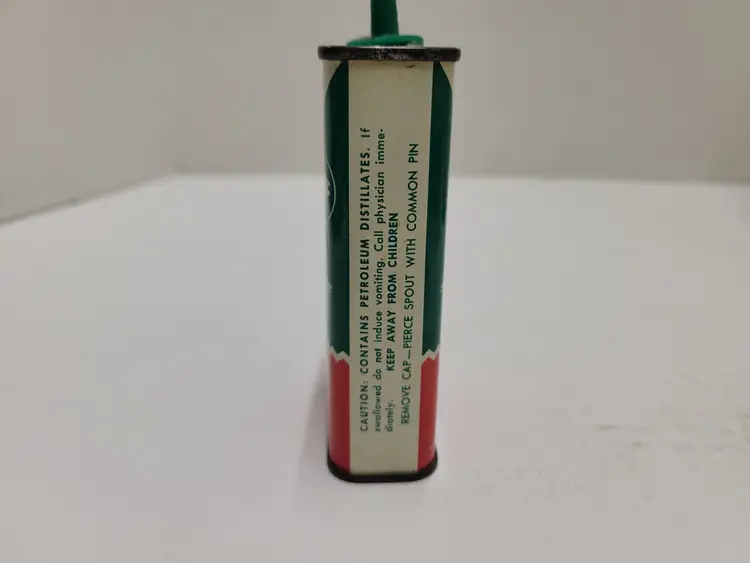 CAUTION: CONTAINS PETROLEUM DISTILLATES. If
swallowed do not induce vomiting. Call physician imme-
diately.
KEEP AWAY FROM CHILDREN
REMOVE CAP—PIERCE SPOUT WITH COMMON PIN